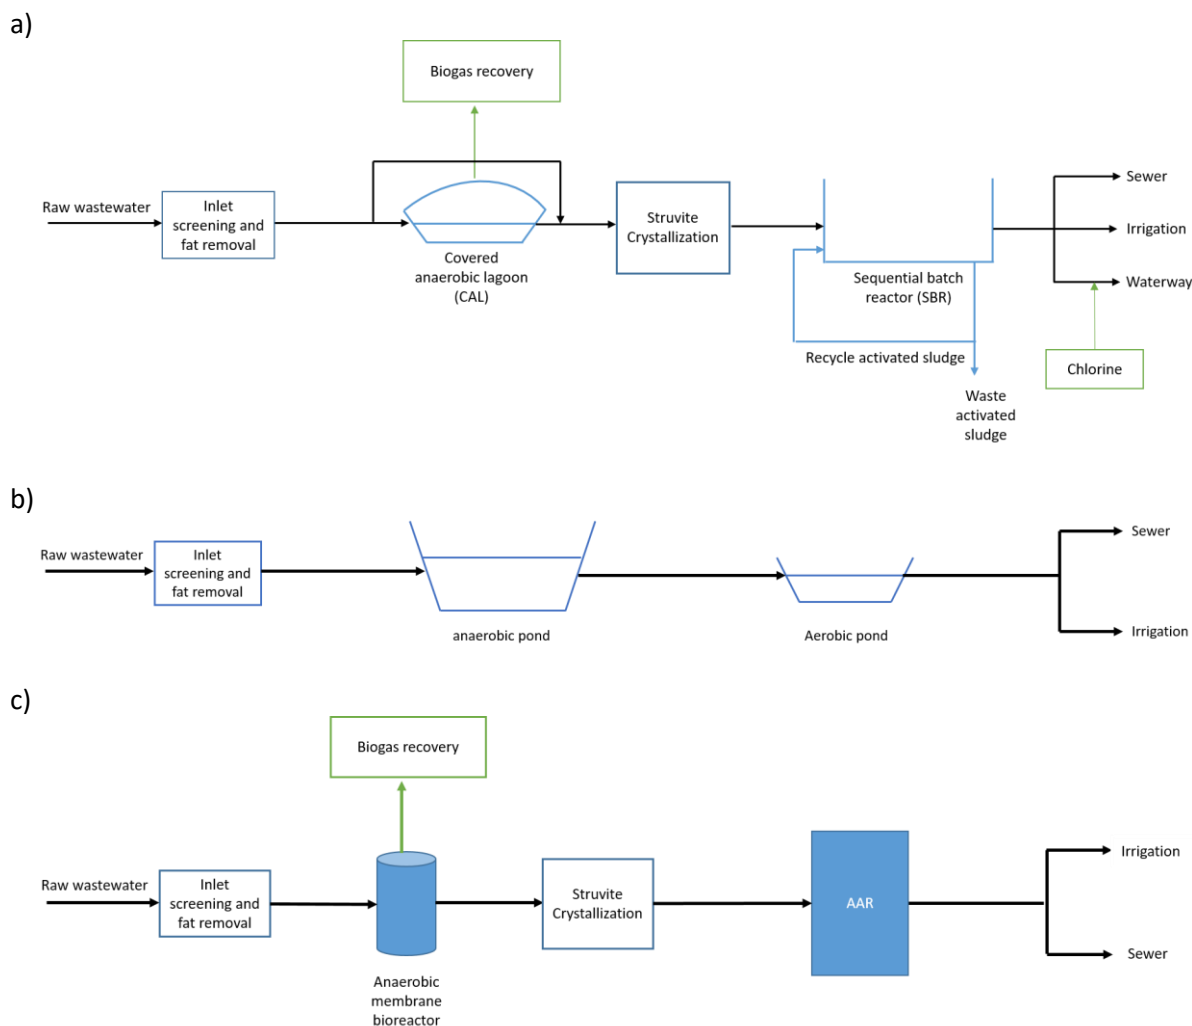 a)
Biogas recovery
Raw wastewater
Inlet
screening and
fat removal
Covered
anaerobic lagoon
(CAL)
Struvite
Crystallization
Sequential batch
reactor (SBR)
Recycle activated sludge
Waste
activated
sludge
Sewer
Irrigation
Waterway
Chlorine
b)
Raw wastewater
Inlet
screening and
fat removal
anaerobic pond
Aerobic pond
Sewer
Irrigation
c)
Biogas recovery
Raw wastewater
Inlet
screening and
fat removal
Anaerobic
membrane
bioreactor
Struvite
Crystallization
AAR
Irrigation
Sewer